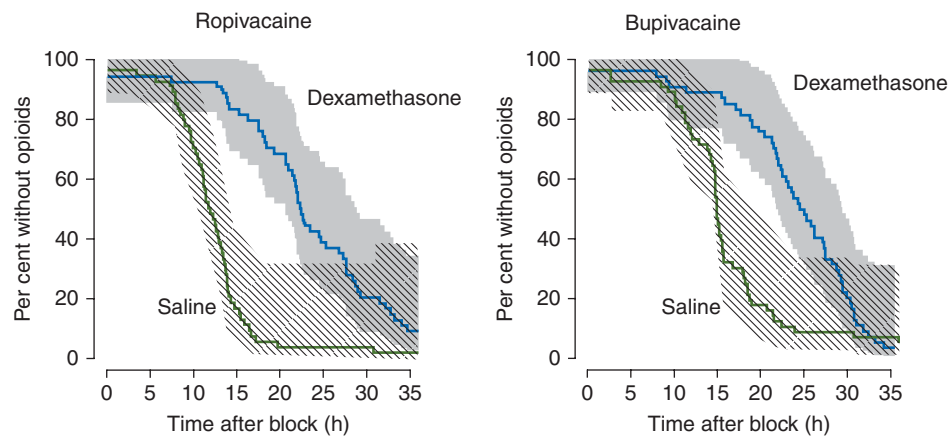 Ropivacaine
Per cent without opioids
100
80
60
40
20
0
Dexamethasone
Saline
0 5 10 15 20 25 30 35
Time after block (h)
Bupivacaine
Per cent without opioids
100
80
60
40
20
0
Dexamethasone
Saline
0 5 10 15 20 25 30 35
Time after block (h)